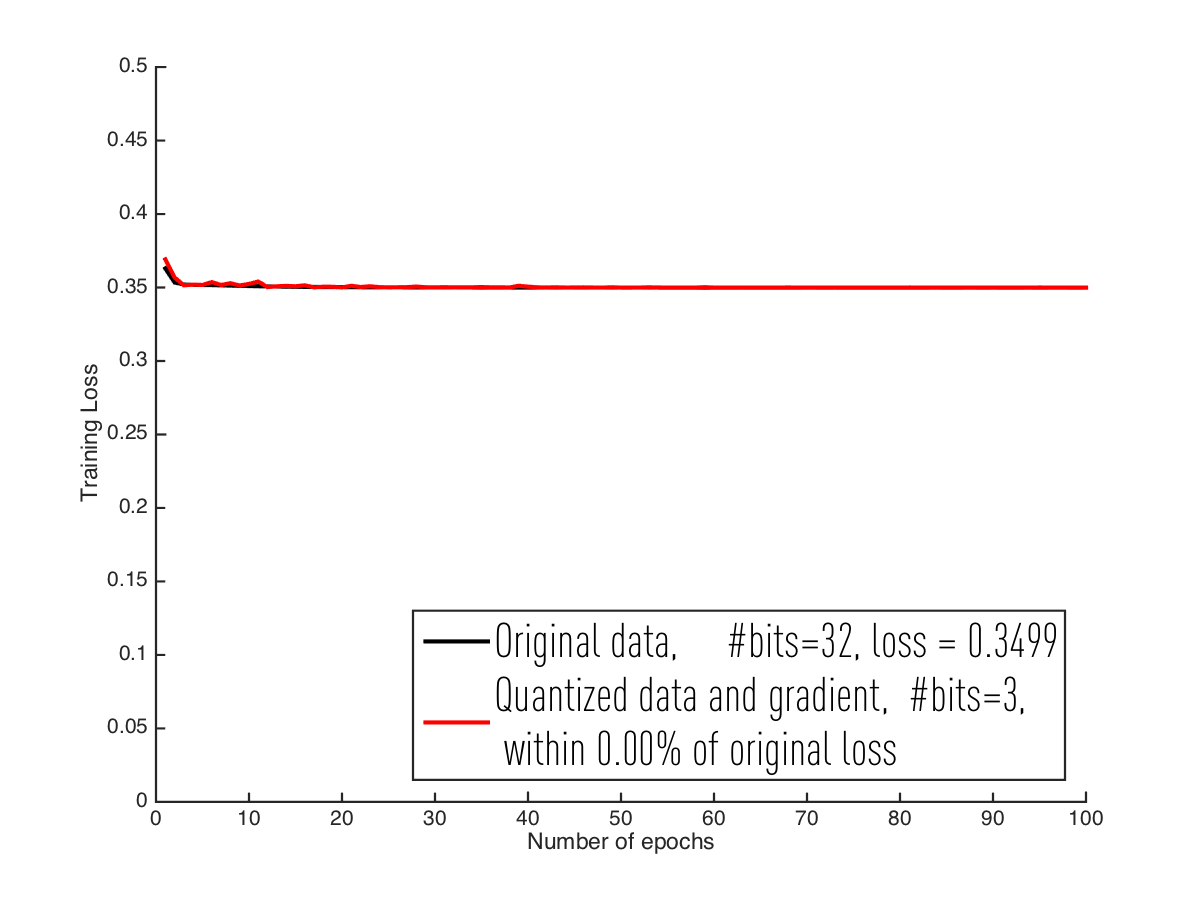 0.5
0.45
0.4
0.35
0.3
0.25
0.2
0.15
0.1
0.05
0
Training Loss
Original data, #bits=32, loss = 0.3499
Quantized data and gradient, #bits=3,
within 0.00% of original loss
0 10 20 30 40 50 60 70 80 90 100
Number of epochs